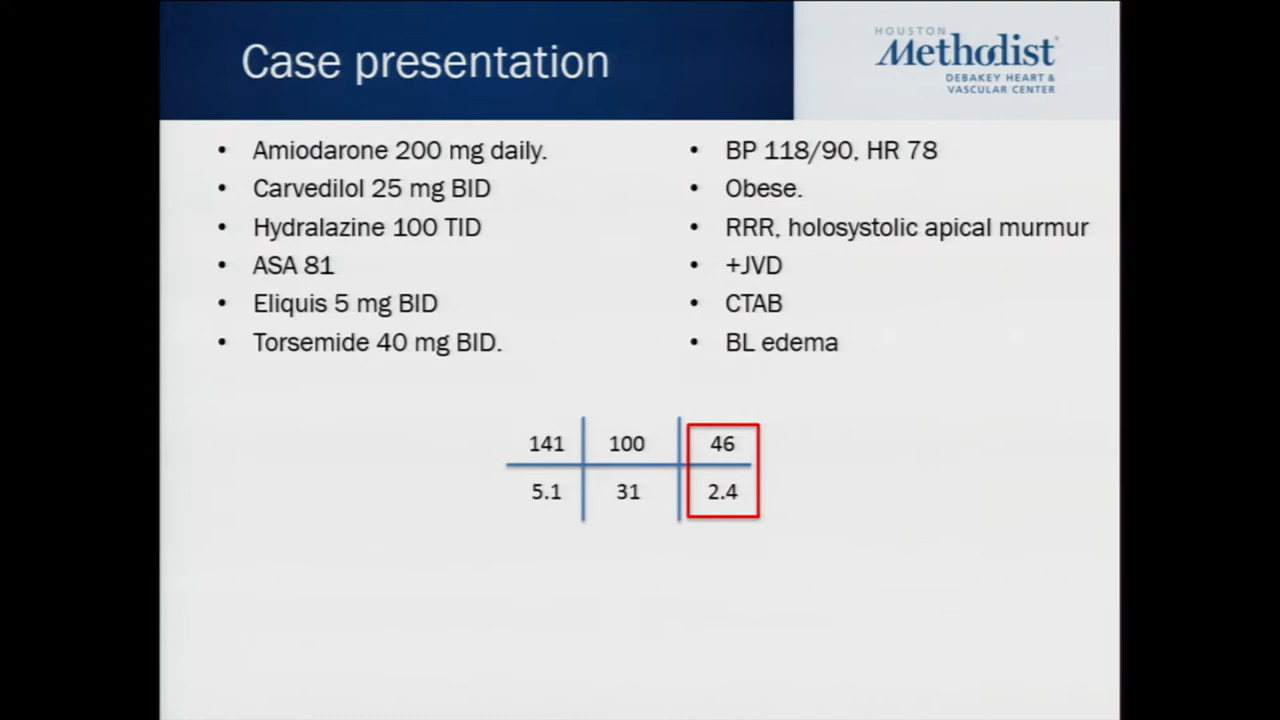 Case presentation
HOUSTON
Methodist
DEBAKEY HEART &
VASCULAR CENTER
• Amiodarone 200 mg daily.
• Carvedilol 25 mg BID
• Hydralazine 100 TID
• ASA 81
• Eliquis 5 mg BID
• Torsemide 40 mg BID.
• BP 118/90, HR 78
• Obese.
• RRR, holosystolic apical murmur
• +JVD
• CTAB
• BL edema
141 100 46
5.1 31 2.4